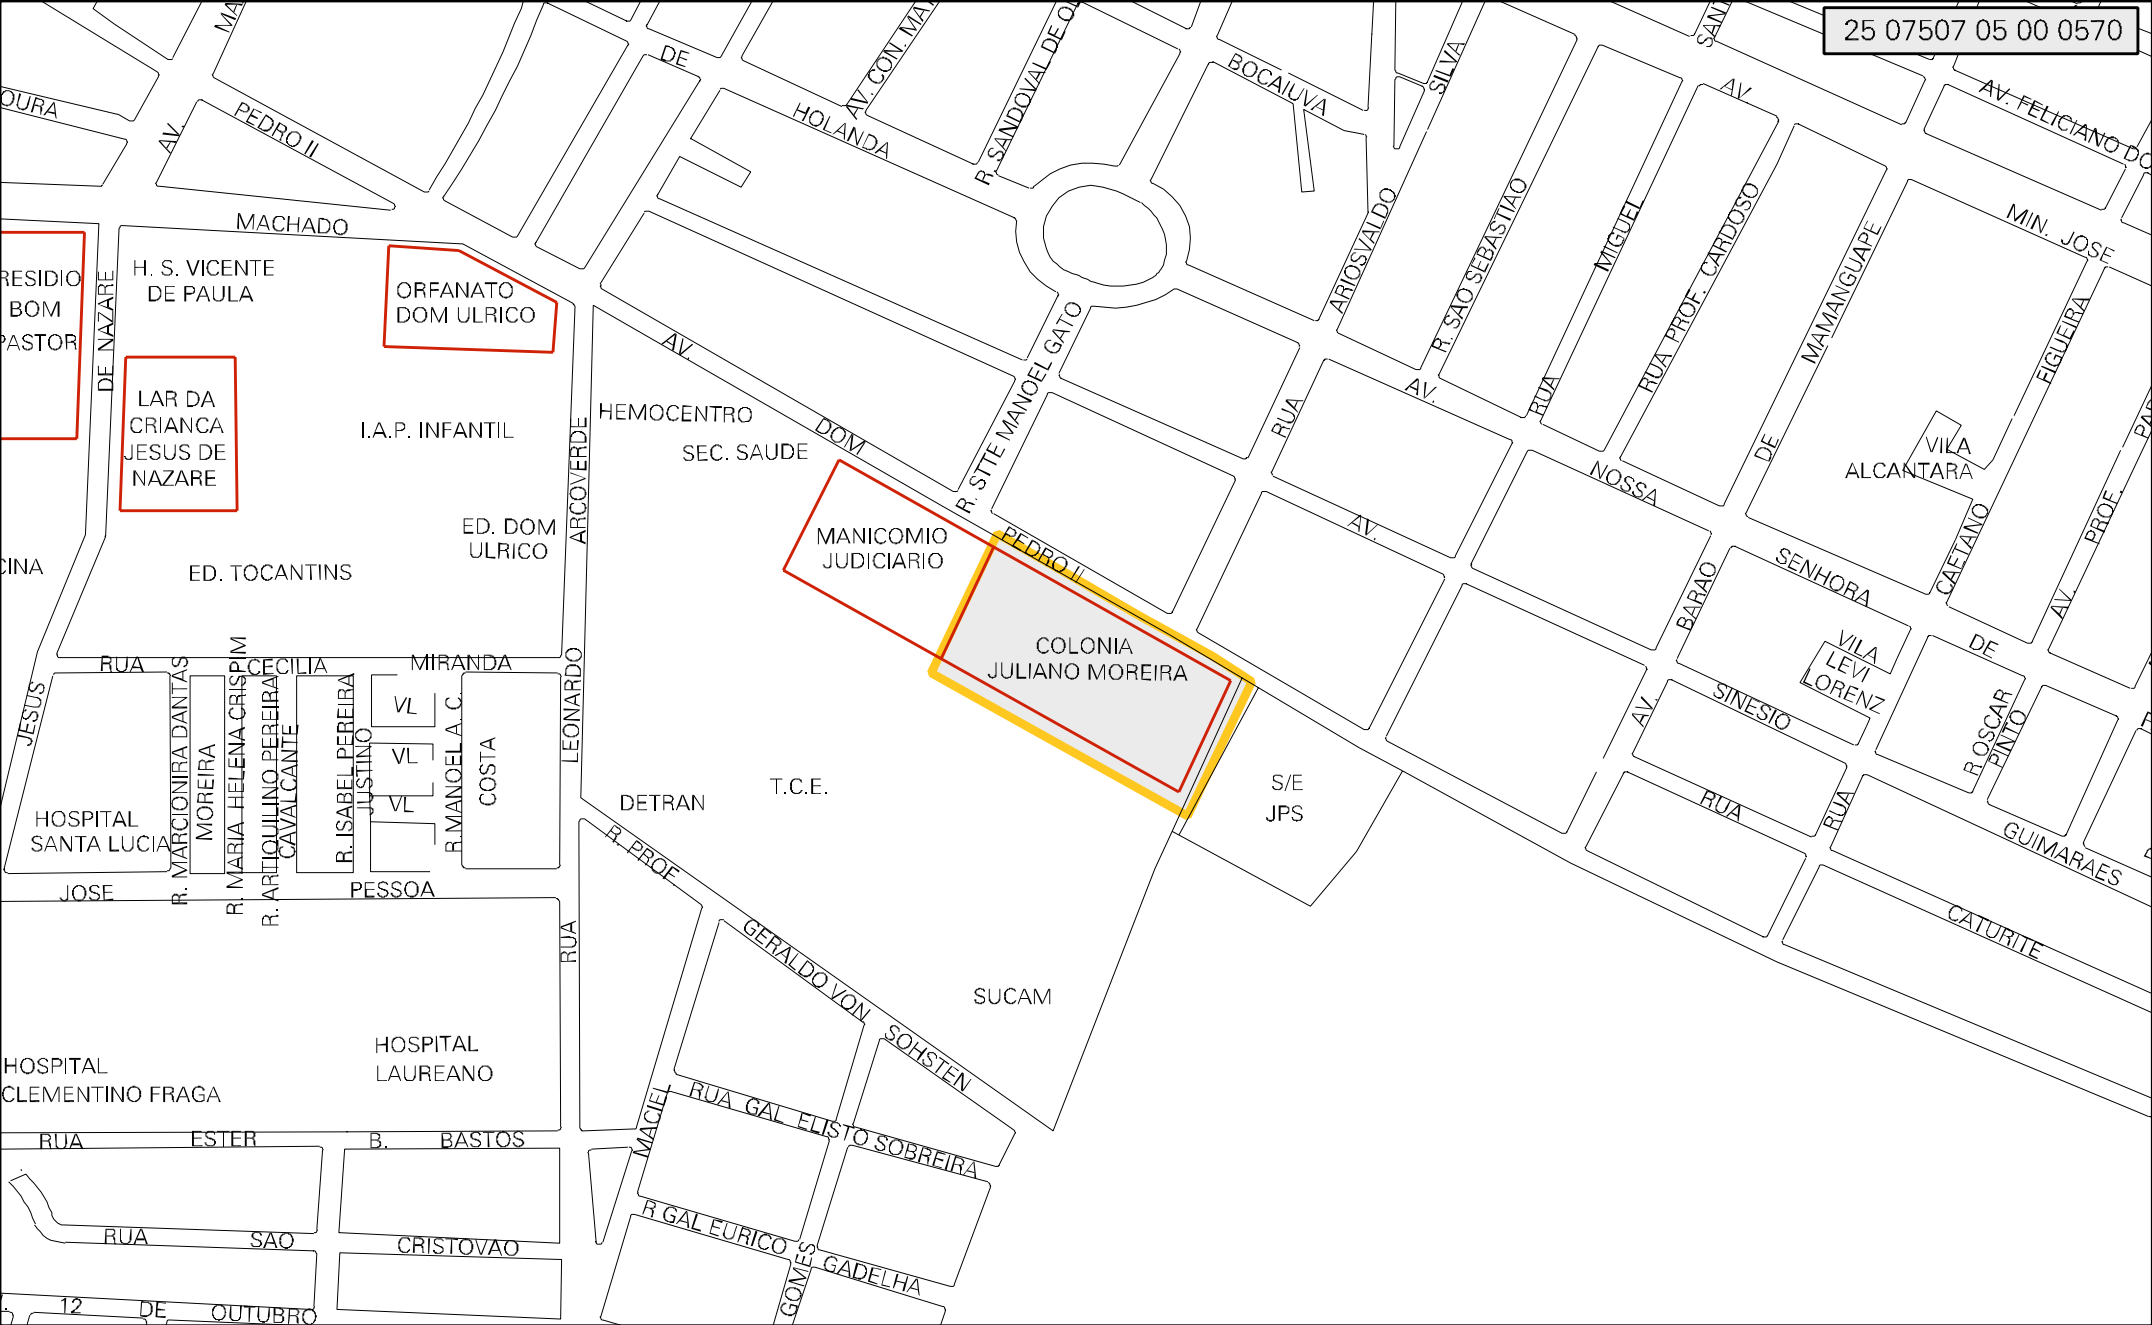 25 07507 05 00 0570
DE
AV. CON.
R. SANDOVAL DE
BOCAIUVA
SILVA
AV.
AV. FELICIANO
OURA
AV.
PEDRO II
HOLANDA
MACHADO
MIN. JOSE
RESIDIO
BOM
PASTOR
DE NAZARE
H. S. VICENTE
DE PAULA
ORFANATO
DOM ULRICO
ARIOSVALDO
R. SAO SEBASTIAO
MIGUEL
RUA PROF. CARDOSO
MAMANGUAPE
FIGUEIRA
AV.
LAR DA
CRIANCA
JESUS DE
NAZARE
I.A.P. INFANTIL
ARCOVERDE
HEMOCENTRO
SEC. SAUDE
DOM
R. STTE MANOEL GATO
RUA
AV.
RUA
NOSSA
DE
VILA
ALCANTARA
PROF.
CAETANO
ED. DOM
ULRICO
MANICOMIO
JUDICIARIO
PEDRO II
AV.
CINA
ED. TOCANTINS
BARAO
SENHORA
AV.
COLONIA
JULIANO MOREIRA
VILA
LEVI
LORENZ
DE
RUA
CECILIA
MIRANDA
JESUS
R. MARCIONIRA DANTAS
MOREIRA
R. MARIA HELENA CRISPIM
R. ARTIQUILINO PEREIRA
CAVALCANTE
R. ISABEL PEREIRA
JUSTINO
VL
VL
VL
R.MANOEL A. C.
COSTA
LEONARDO
AV.
SINESIO
R OSCAR
PINTO
T.C.E.
DETRAN
S/E
JPS
RUA
RUA
GUIMARAES
HOSPITAL
SANTA LUCIA
R. PROF
JOSE
PESSOA
RUA
GERALDO VON
SOHSTEN
CATURITE
SUCAM
HOSPITAL
LAUREANO
HOSPITAL
CLEMENTINO FRAGA
MACIEL
RUA GAL ELISTO SOBREIRA
RUA
ESTER
B.
BASTOS
R GAL EURICO
GADELHA
GOMES
RUA
SAO
CRISTOVAO
12
DE
OUTUBRO